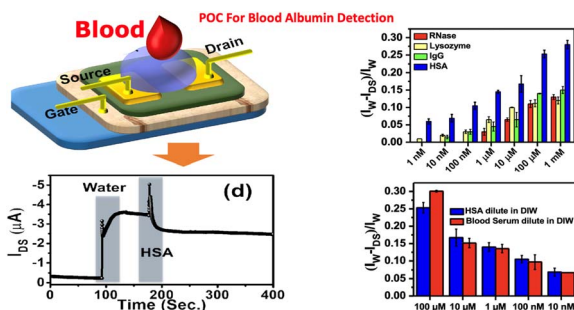 POC For Blood Albumin Detection
Blood
Drain
Source
Gate
(d)
Water
HSA
I_DS (µA)
0
-1
-2
-3
-4
-5
0 100 200 300 400
Time (Sec.)
RNase
Lysozyme
IgG
HSA
(I_W-I_DS)/I_W
0.30
0.25
0.20
0.15
0.10
0.05
0.00
1 nM
10 nM
100 nM
1 µM
10 µM
100 µM
1 mM
HSA dilute in DIW
Blood Serum dilute in DIW
(I_W-I_DS)/I_W
0.30
0.25
0.20
0.15
0.10
0.05
0.00
100 µM
10 µM
1 µM
100 nM
10 nM